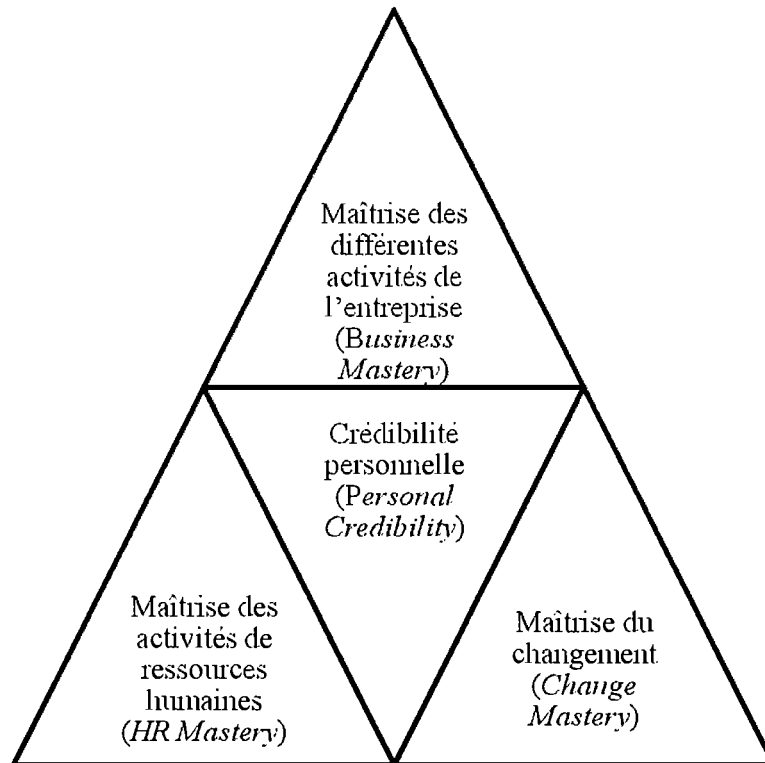 Maîtrise des
différentes
activités de
l'entreprise
(Business
Mastery)
Crédibilité
personnelle
(Personal
Credibility)
Maîtrise des
activités de
ressources
humaines
(HR Mastery)
Maîtrise du
changement
(Change
Mastery)